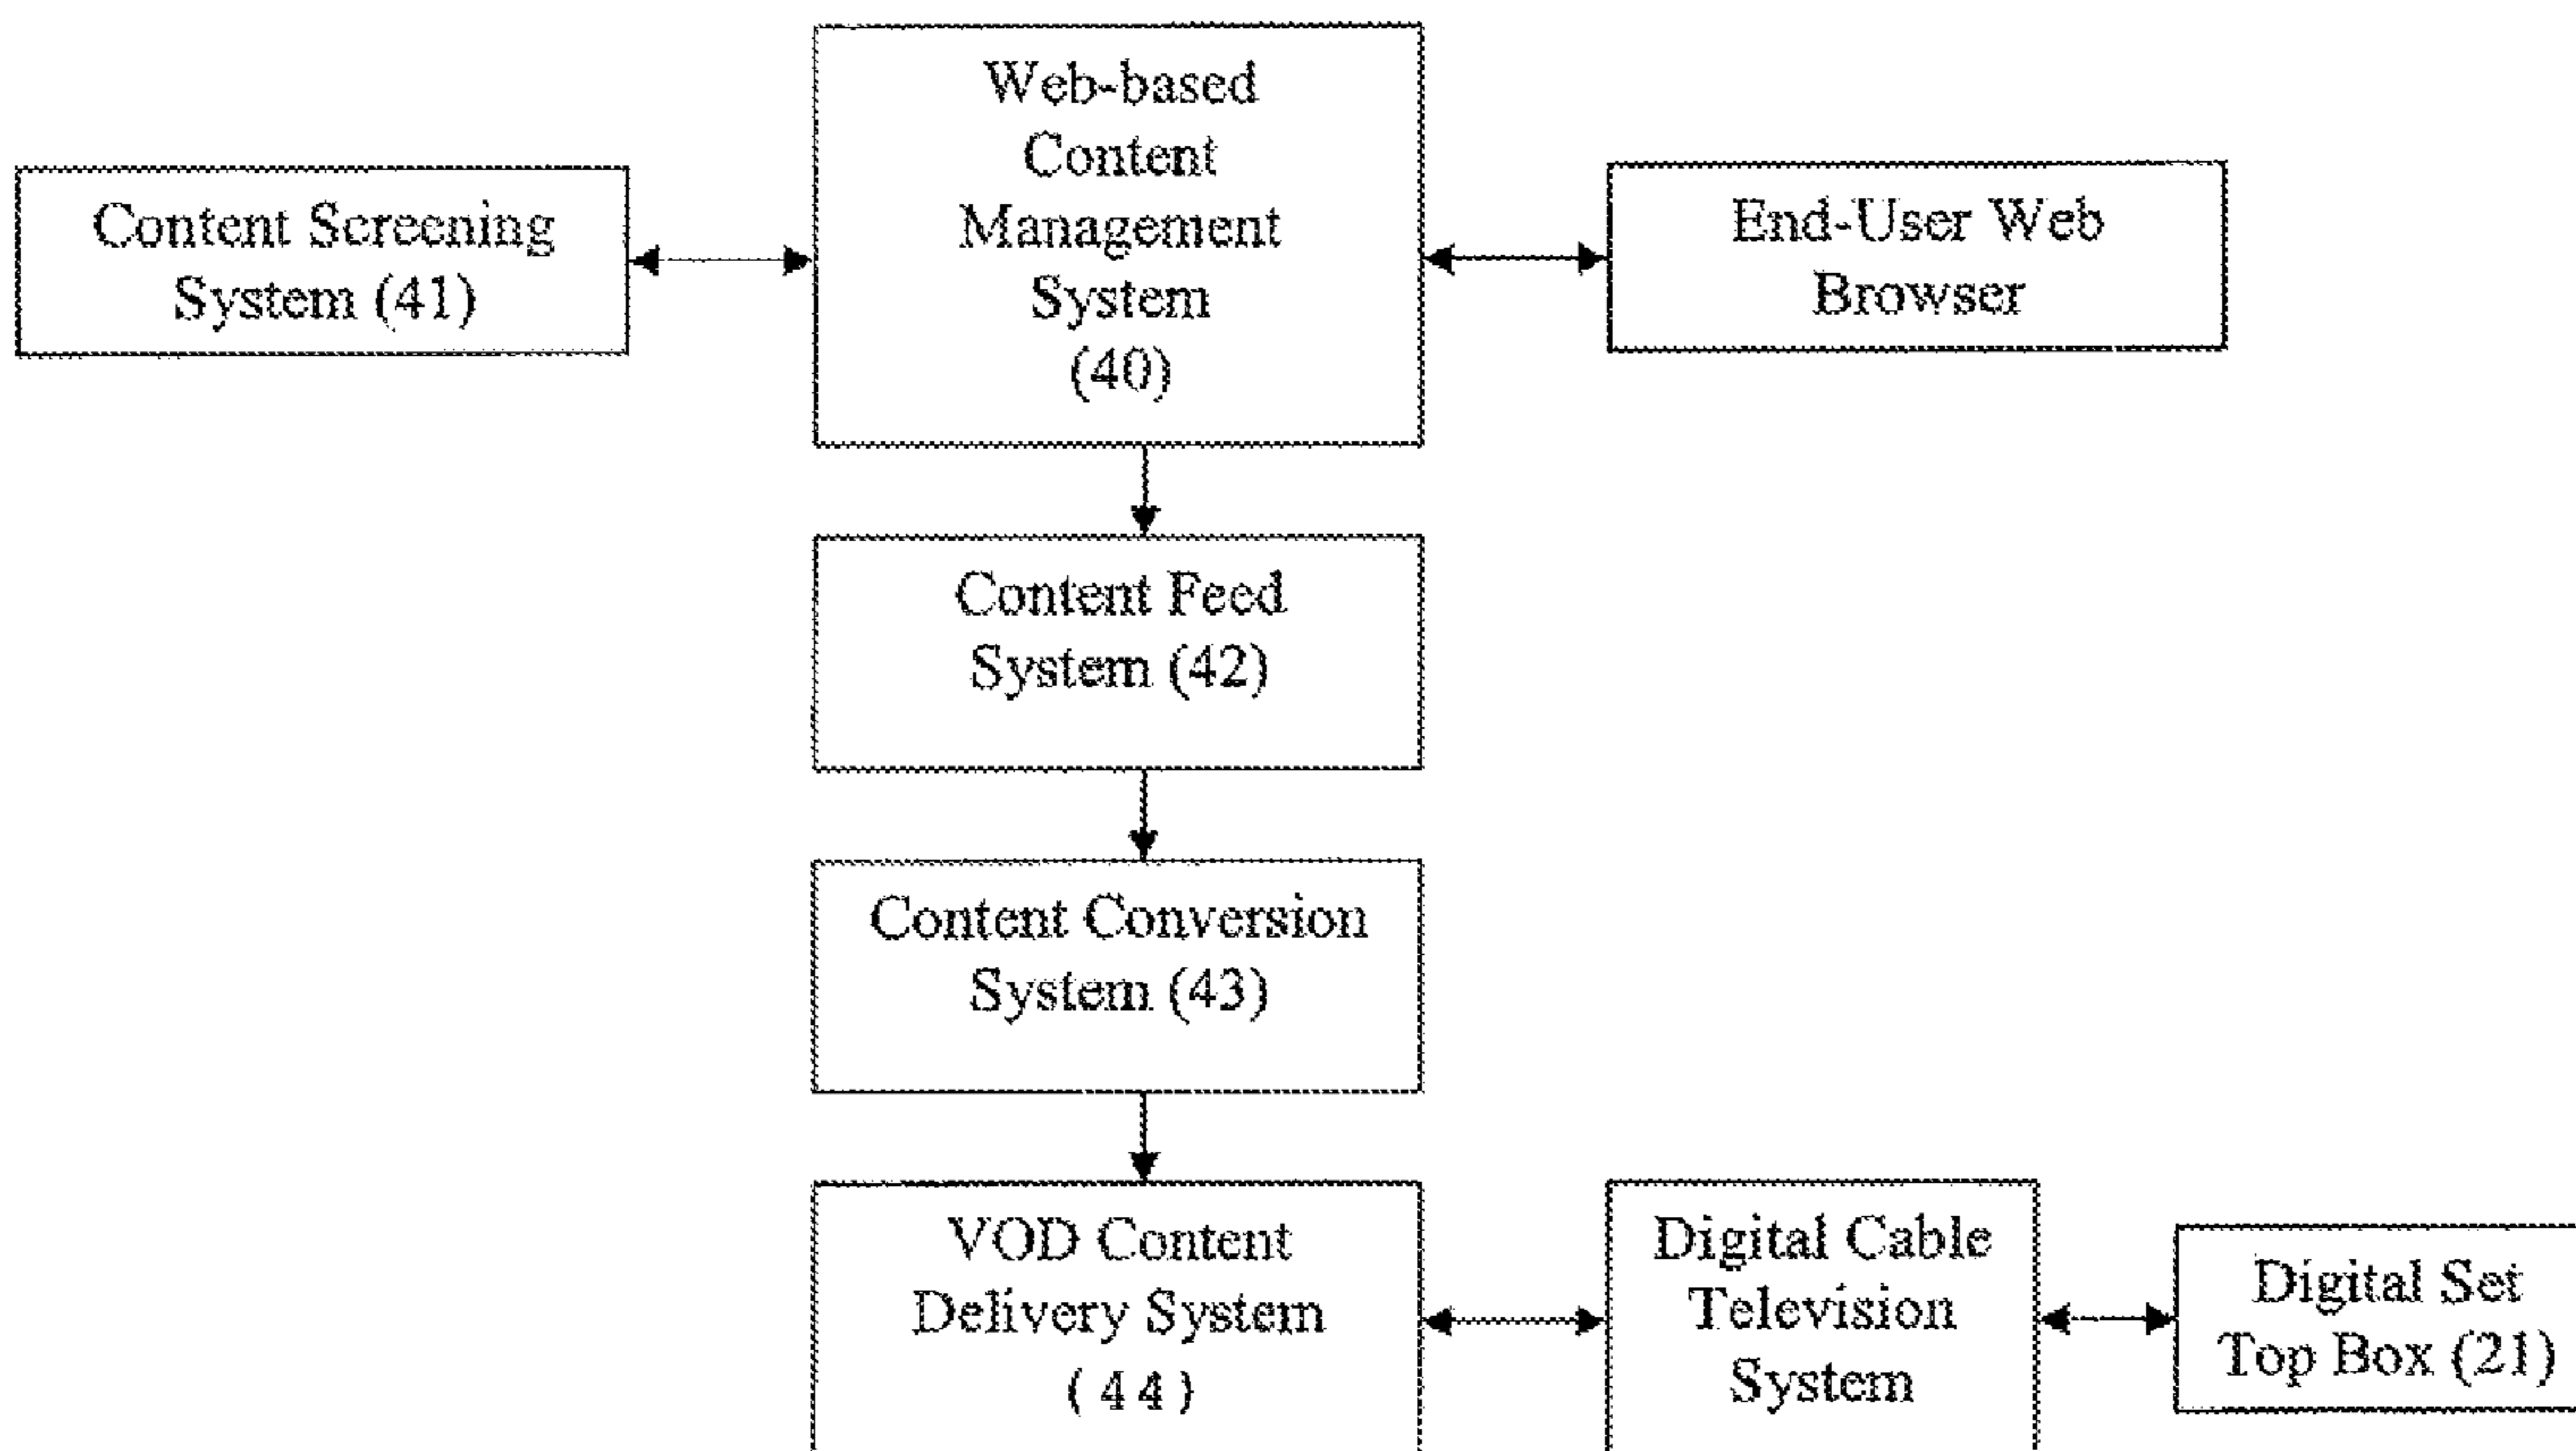 Web-based
Content
Management
System
(40)
Content Screening
System (41)
End-User Web
Browser
Content Feed
System (42)
Content Conversion
System (43)
VOD Content
Delivery System
(44)
Digital Cable
Television
System
Digital Set
Top Box (21)